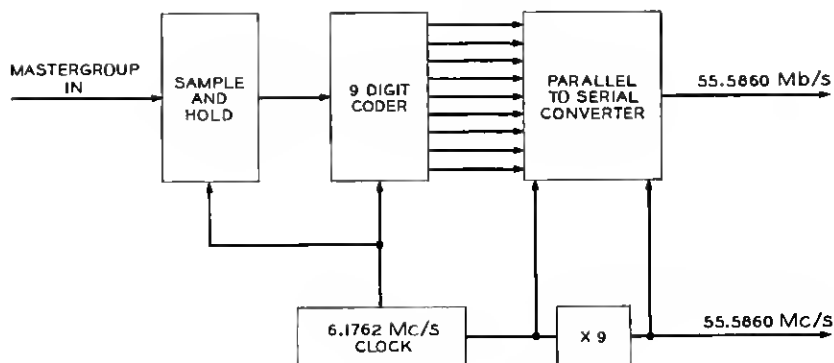 MASTERGROUP
IN
SAMPLE
AND
HOLD
9 DIGIT
CODER
PARALLEL
TO SERIAL
CONVERTER
55.5860 Mb/s
6.1762 Mc/s
CLOCK
X 9
55.5860 Mc/s